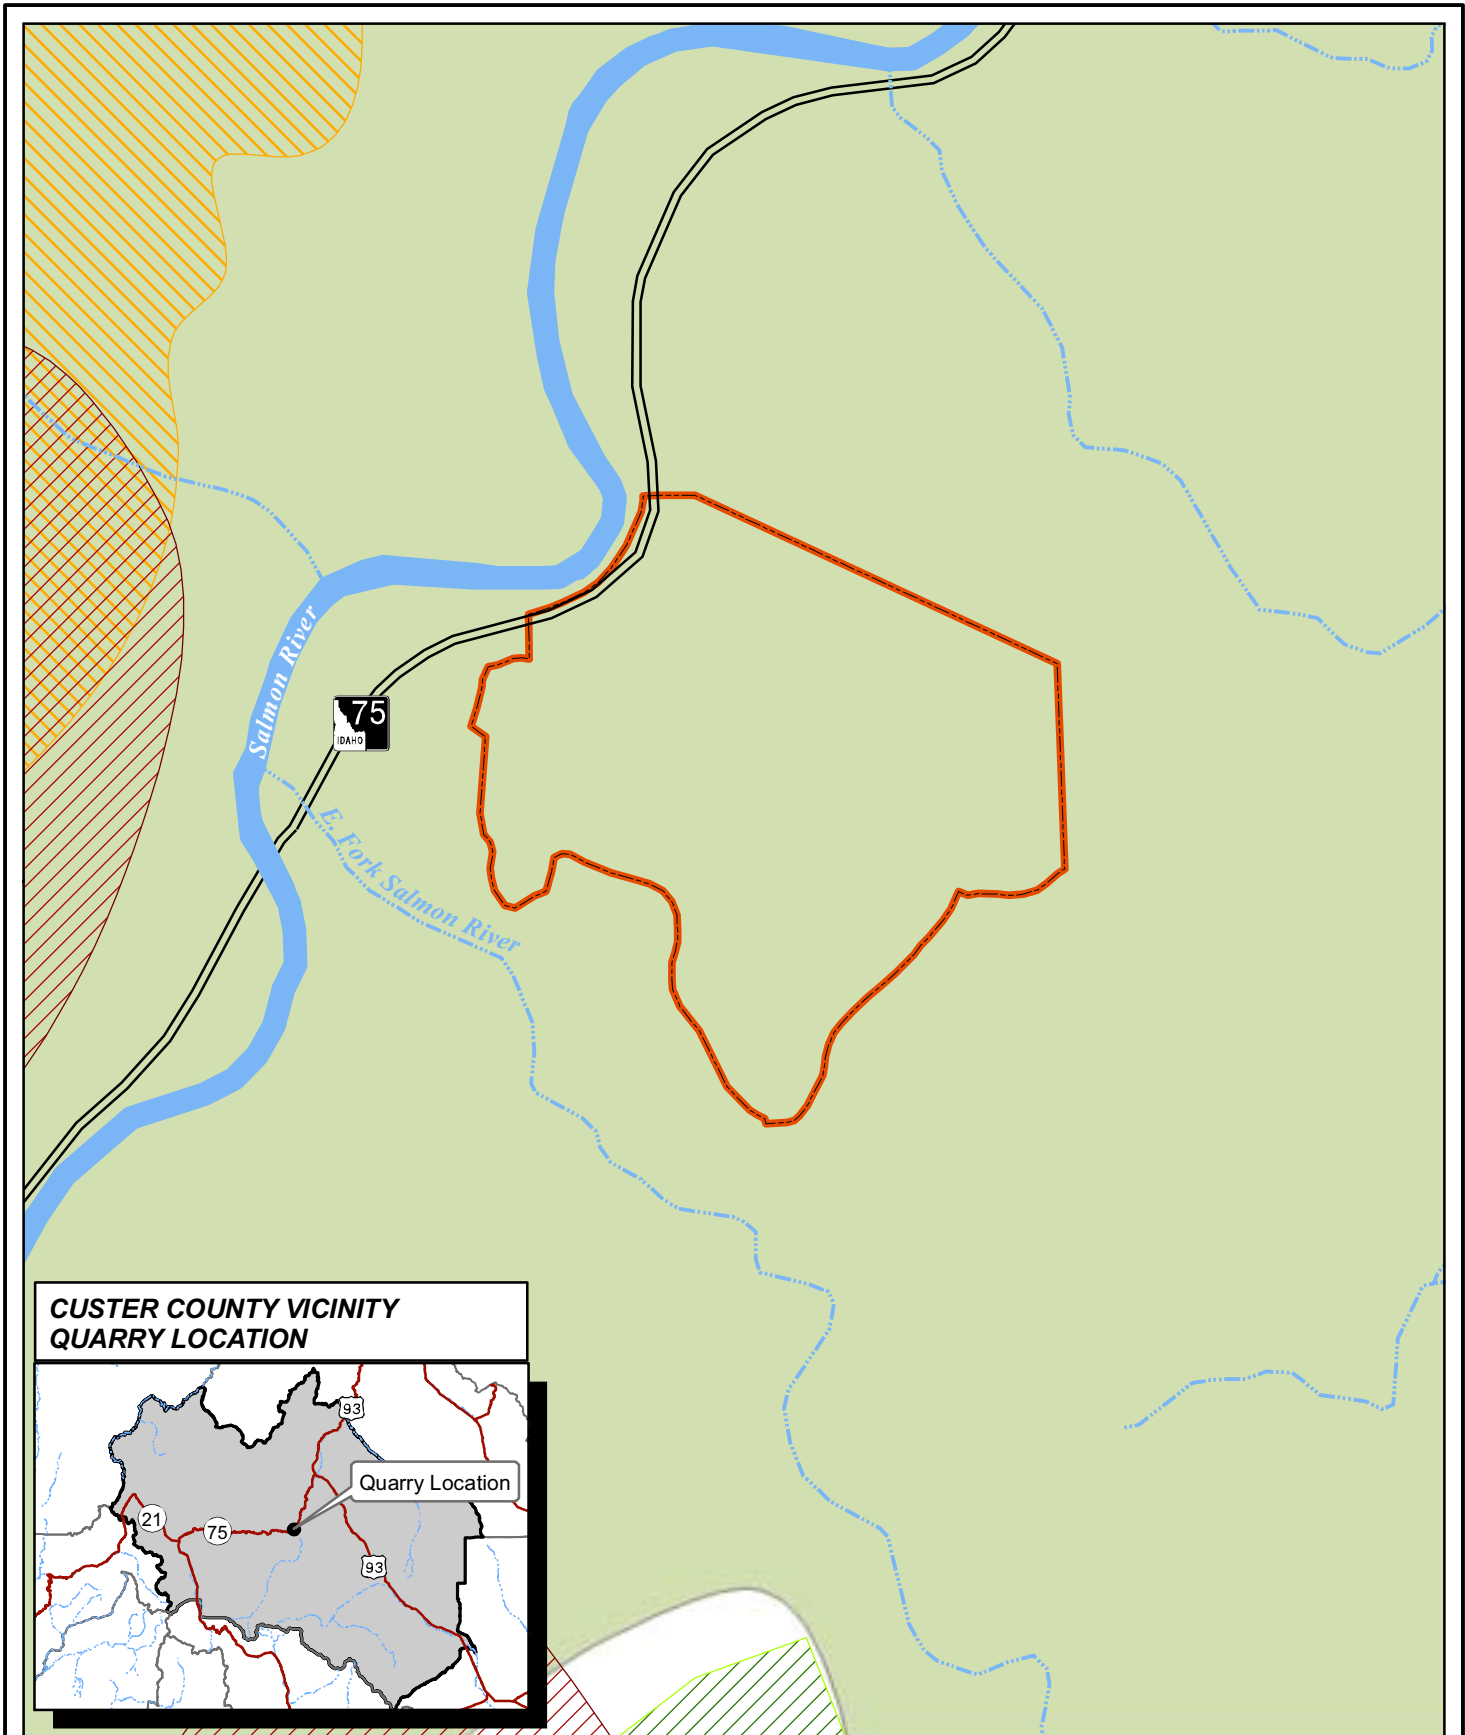 Salmon River
75
IDAHO
E. Fork Salmon River
CUSTER COUNTY VICINITY
QUARRY LOCATION
93
Quarry Location
21
75
93